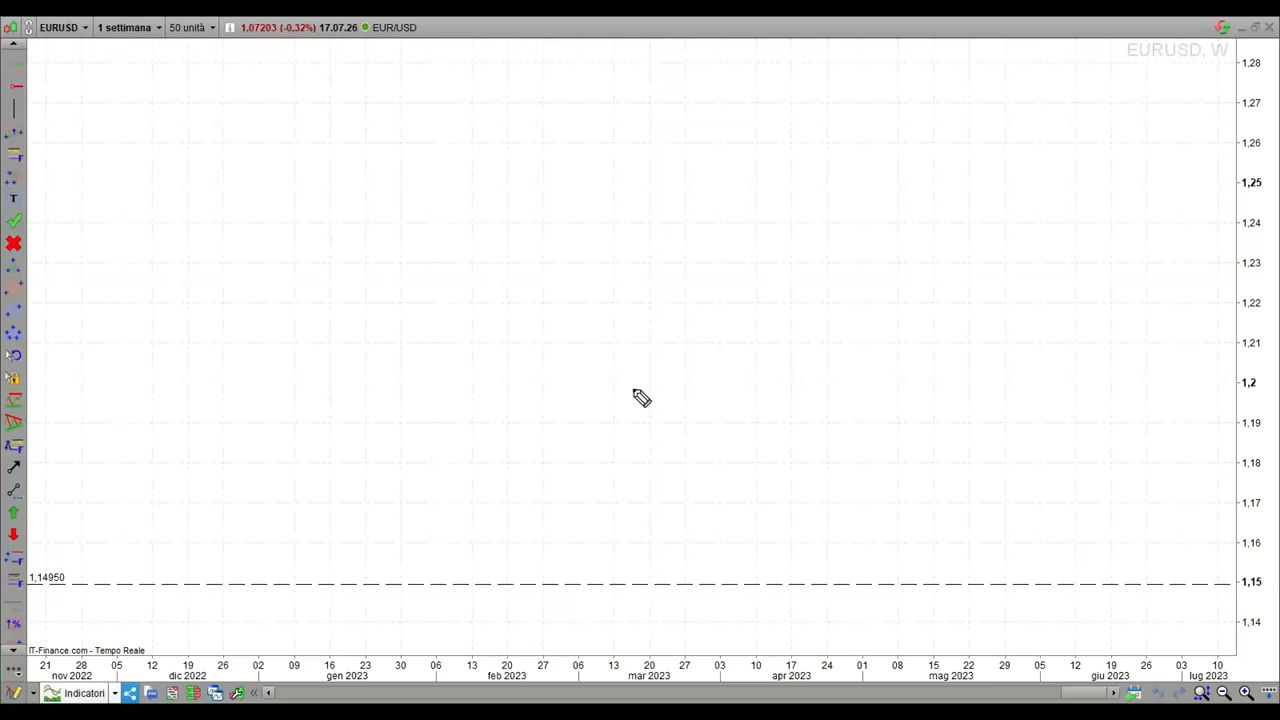 EURUSD 1 settimana 50 unità 1,07203 (-0,32%) 17.07.26 EUR/USD
EURUSD, W
1,28
1,27
1,26
1,25
1,24
1,23
1,22
1,21
1,2
1,19
1,18
1,17
1,16
1,14950
1,15
1,14
IT-Finance.com - Tempo Reale
21 28 05 12 19 26 02 09 16 23 30 06 13 20 27 06 13 20 27 03 10 17 24 01 08 15 22 29 05 12 19 26 03 10
nov 2022 dic 2022 gen 2023 feb 2023 mar 2023 apr 2023 mag 2023 giu 2023 lug 2023
Indicatori